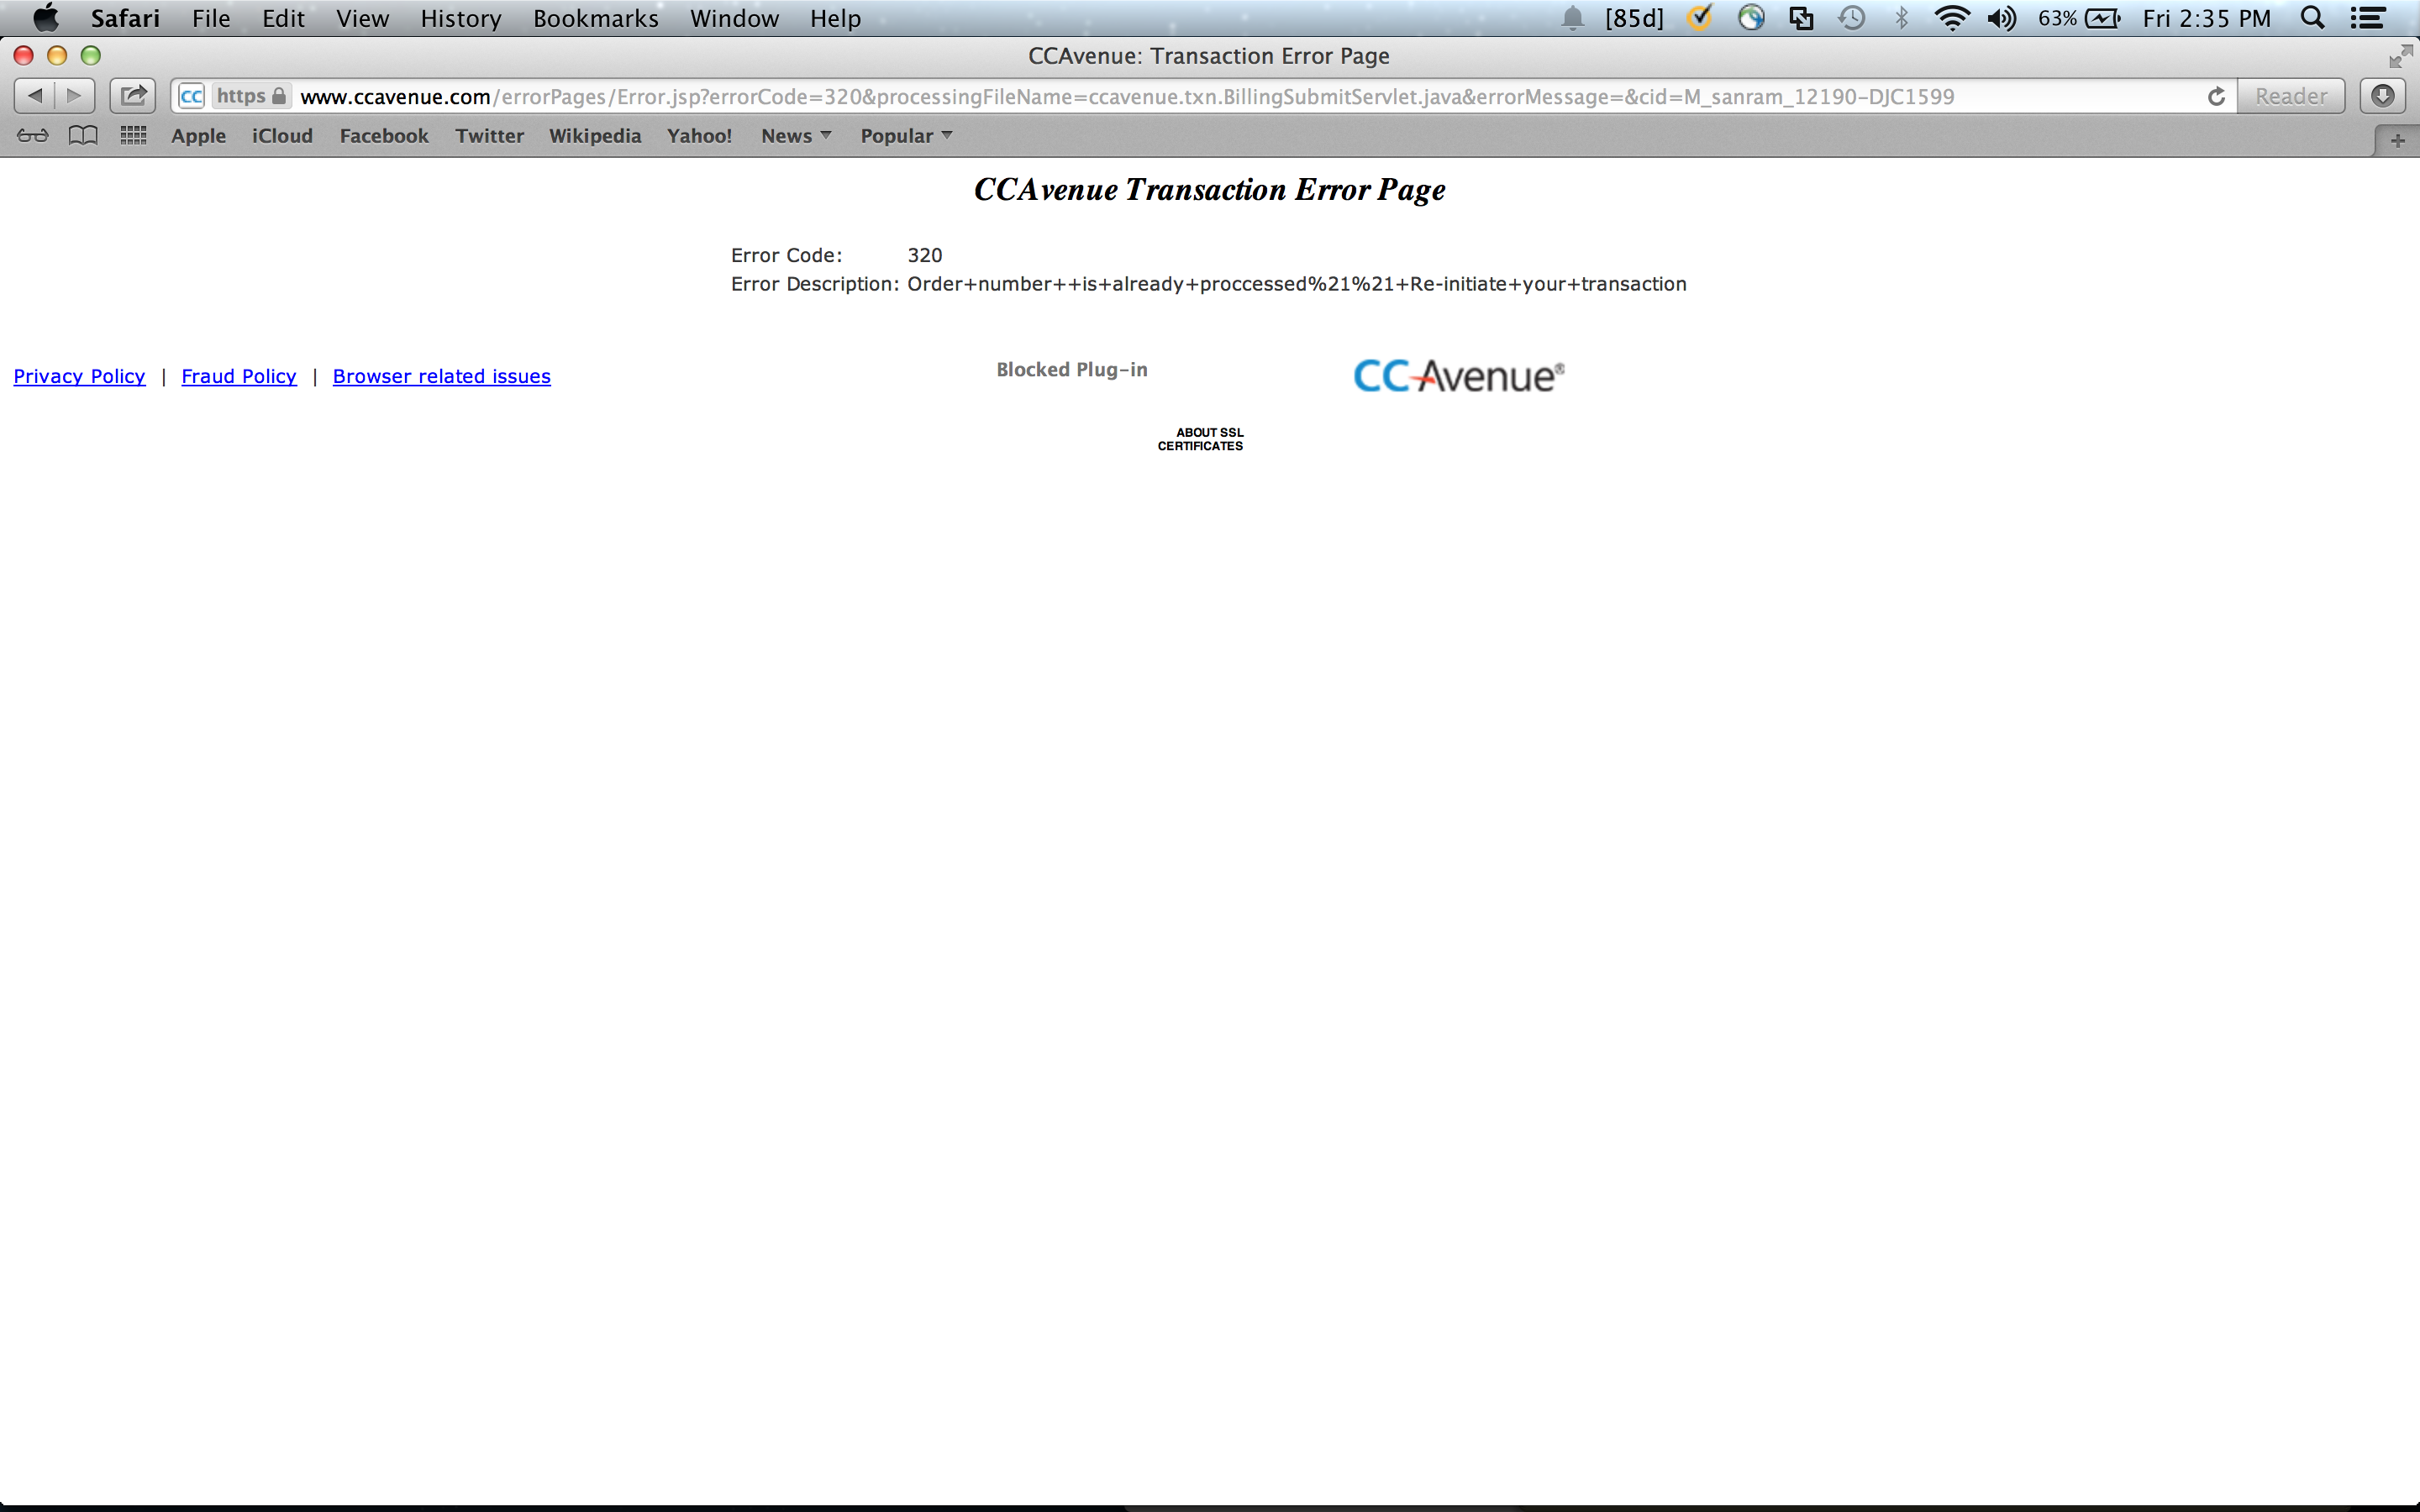 Safari File Edit View History Bookmarks Window Help [85d] 63% Fri 2:35 PM
CCAvenue: Transaction Error Page
CC https www.ccavenue.com/errorPages/Error.jsp?errorCode=320&processingFileName=ccavenue.txn.BillingSubmitServlet.java&errorMessage=&cid=M_sanram_12190-DJC1599 Reader
Apple iCloud Facebook Twitter Wikipedia Yahoo! News Popular
CCAvenue Transaction Error Page
Error Code: 320
Error Description: Order+number++is+already+proccessed%21%21+Re-initiate+your+transaction
Privacy Policy | Fraud Policy | Browser related issues
Blocked Plug-in
CCAvenue®
ABOUT SSL
CERTIFICATES